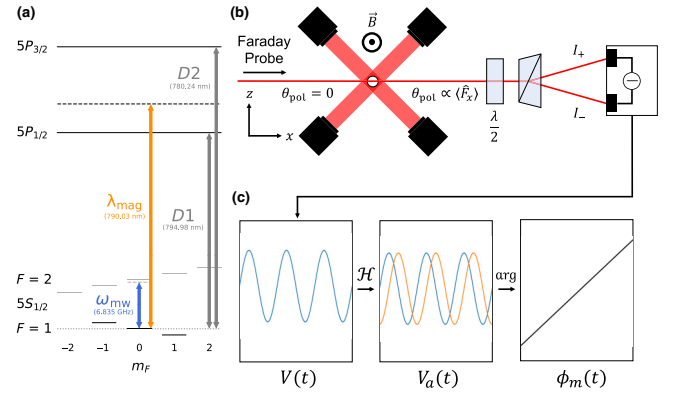 (a)
5P3/2
D2
(780,24 nm)
5P1/2
λmag
(790,03 nm)
D1
(794,98 nm)
F = 2
ωmw
(6.835 GHz)
5S1/2
F = 1
-2 -1 0 1 2
mF
(b)
B⃗
Faraday
Probe
θpol = 0
θpol ∝ ⟨F̂x⟩
z
x
λ/2
I+
I−
(c)
ℋ
arg
V(t)
Va(t)
ϕm(t)